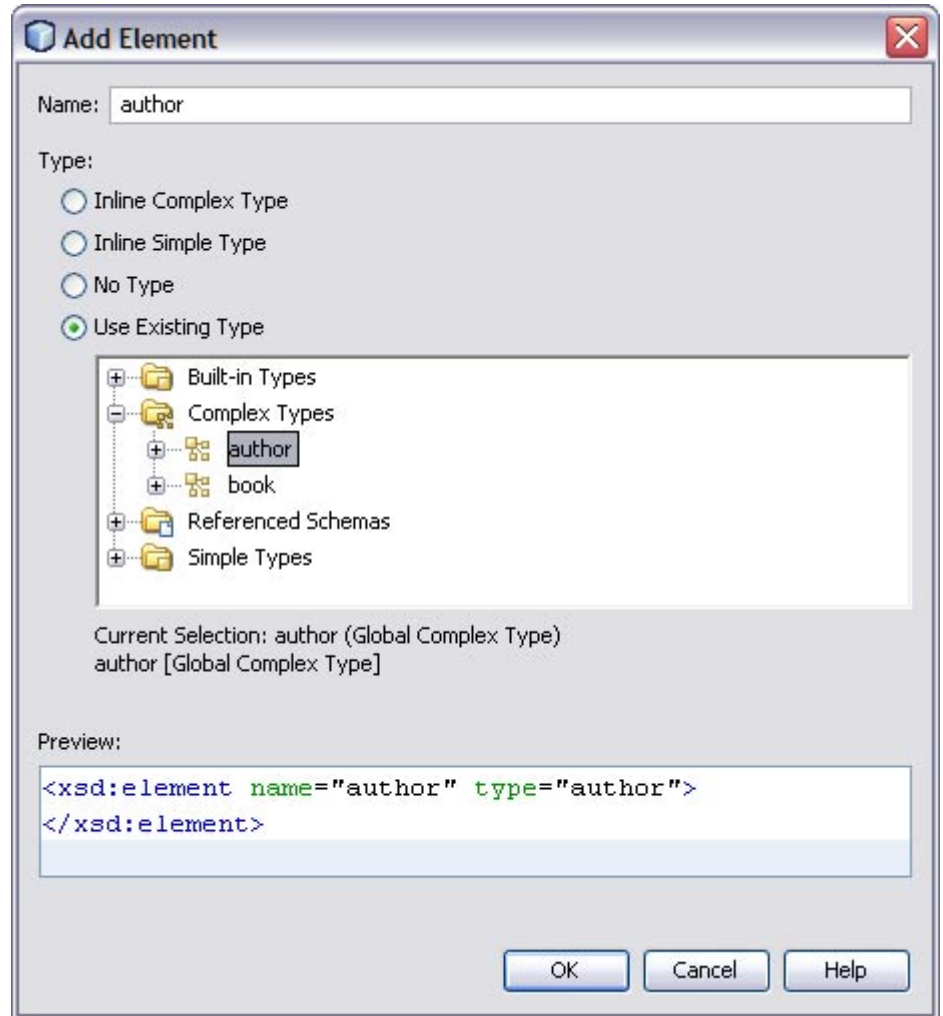 Add Element
Name: author
Type:
Inline Complex Type
Inline Simple Type
No Type
Use Existing Type
Built-in Types
Complex Types
author
book
Referenced Schemas
Simple Types
Current Selection: author (Global Complex Type)
author [Global Complex Type]
Preview:
<xsd:element name="author" type="author">
</xsd:element>
OK Cancel Help